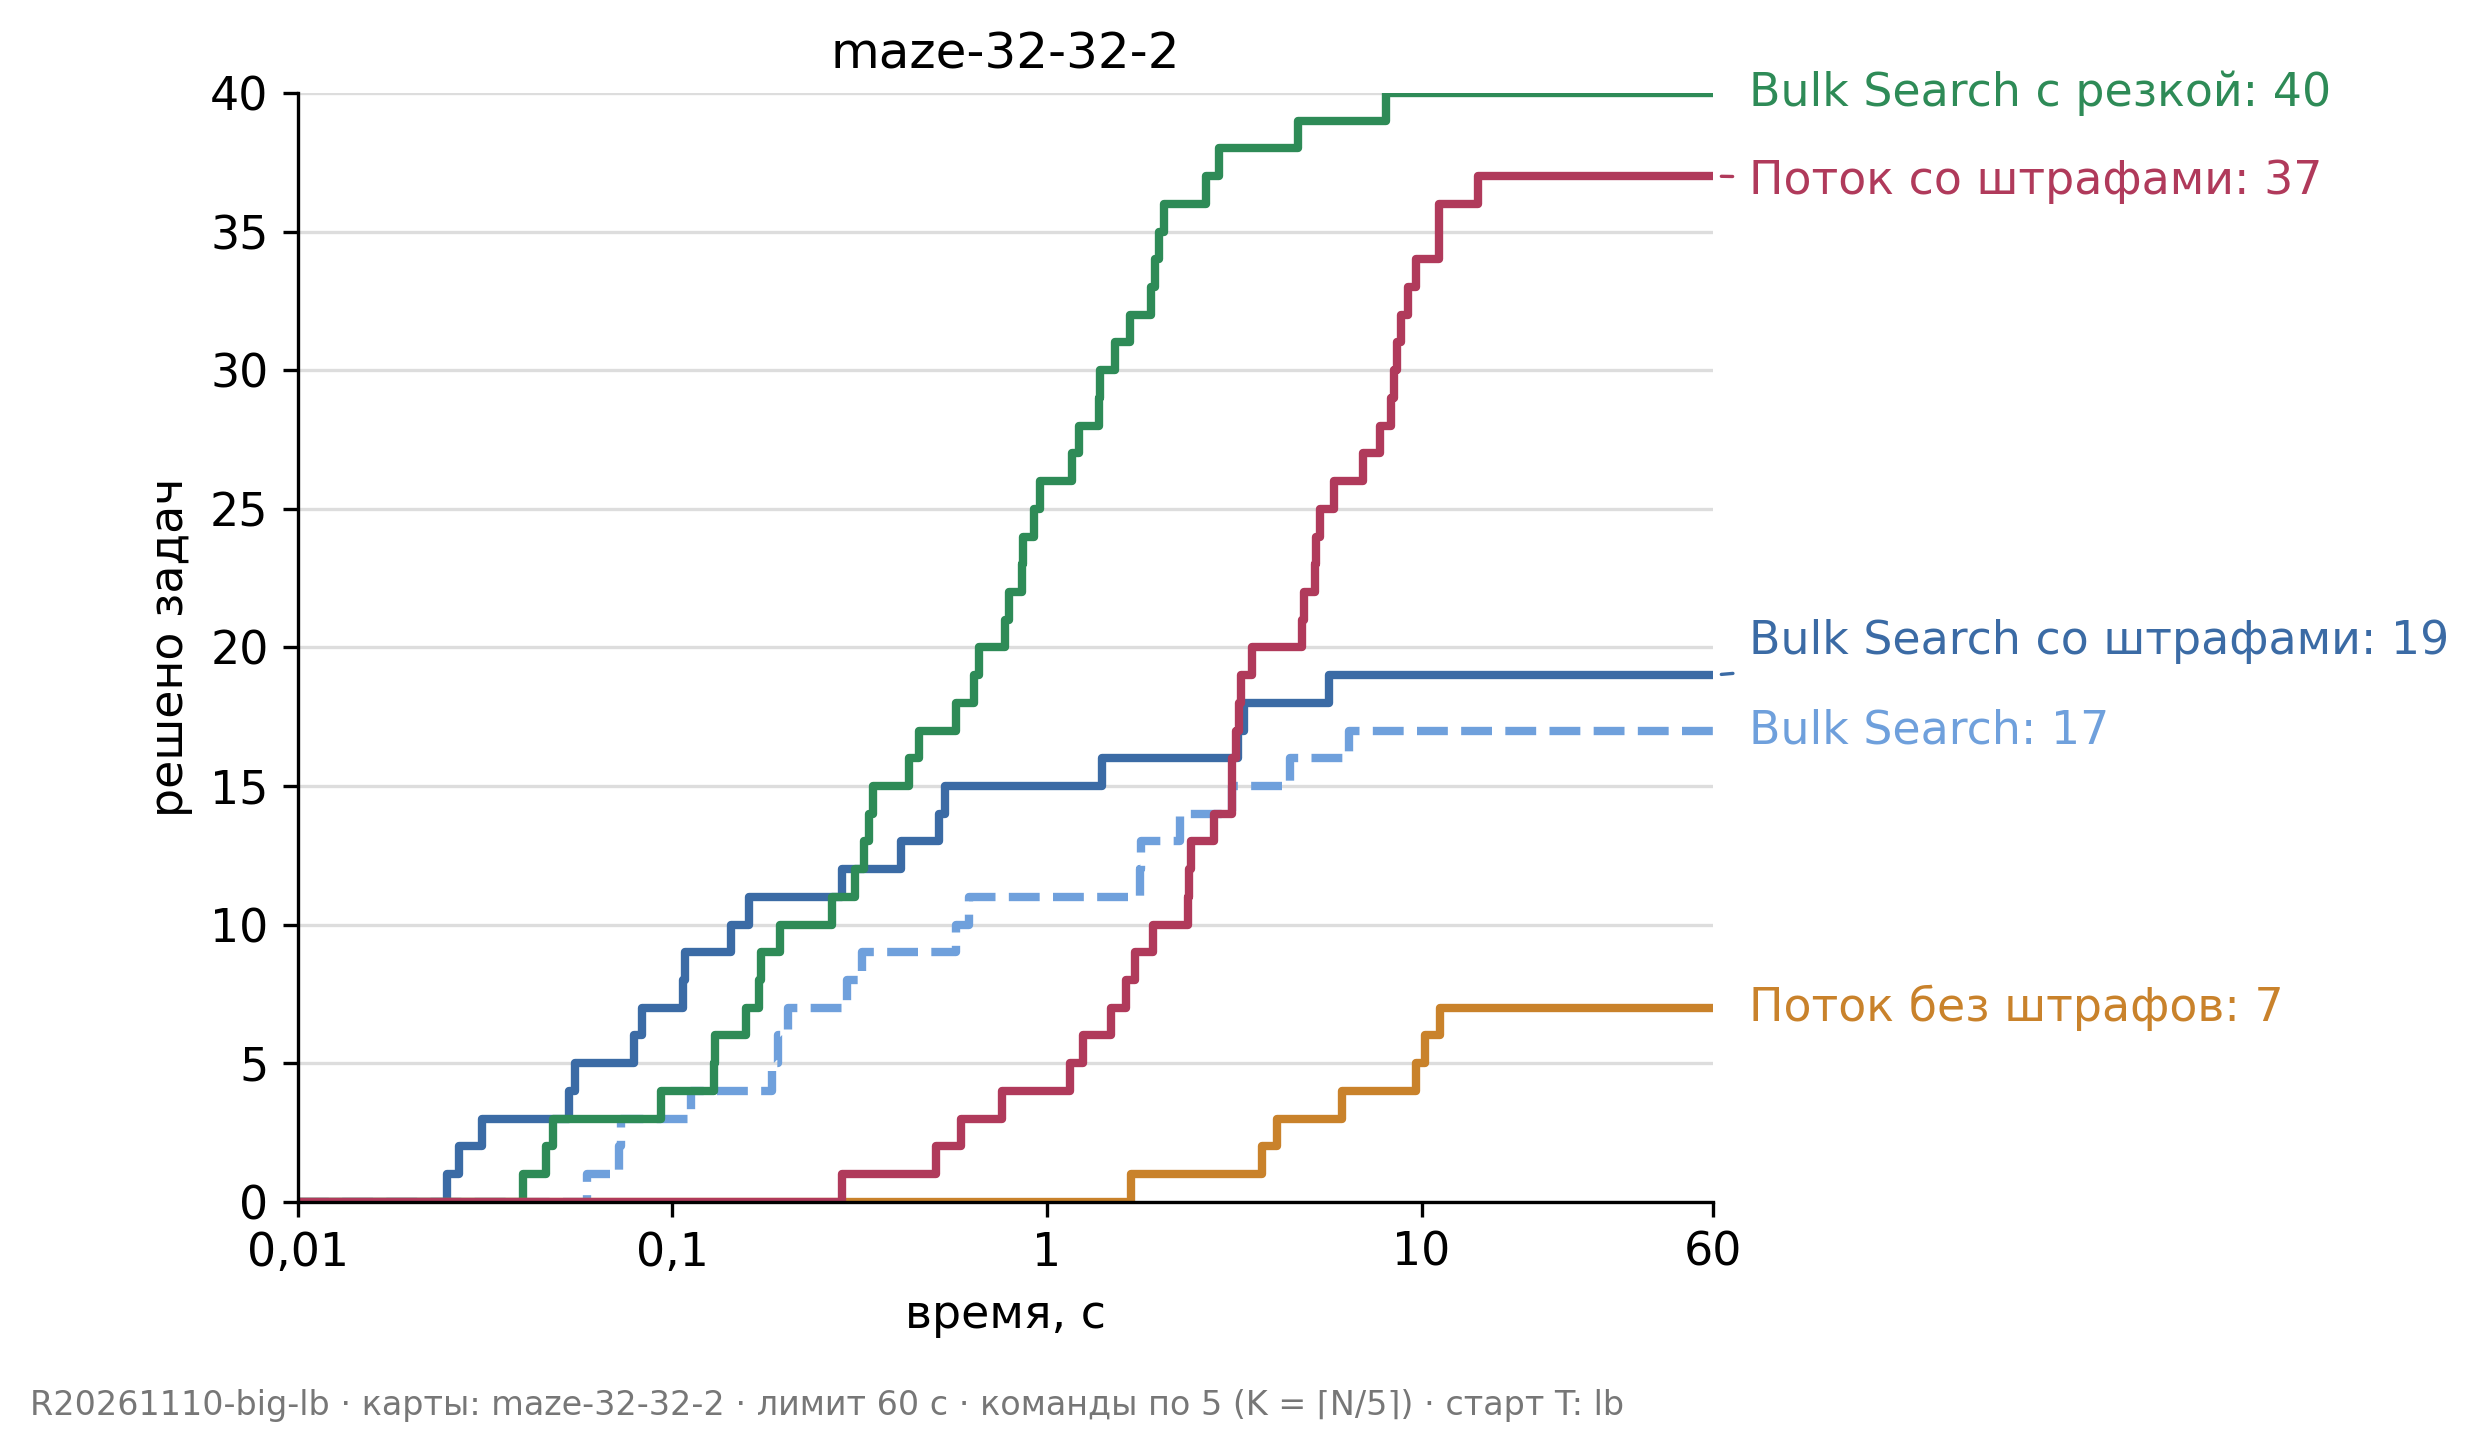 maze-32-32-2
40
35
30
25
20
15
10
5
0
решено задач
0,01
0,1
1
10
60
время, с
Bulk Search с резкой: 40
Поток со штрафами: 37
Bulk Search со штрафами: 19
Bulk Search: 17
Поток без штрафов: 7
R20261110-big-lb · карты: maze-32-32-2 · лимит 60 с · команды по 5 (K = ⌈N/5⌉) · старт T: lb